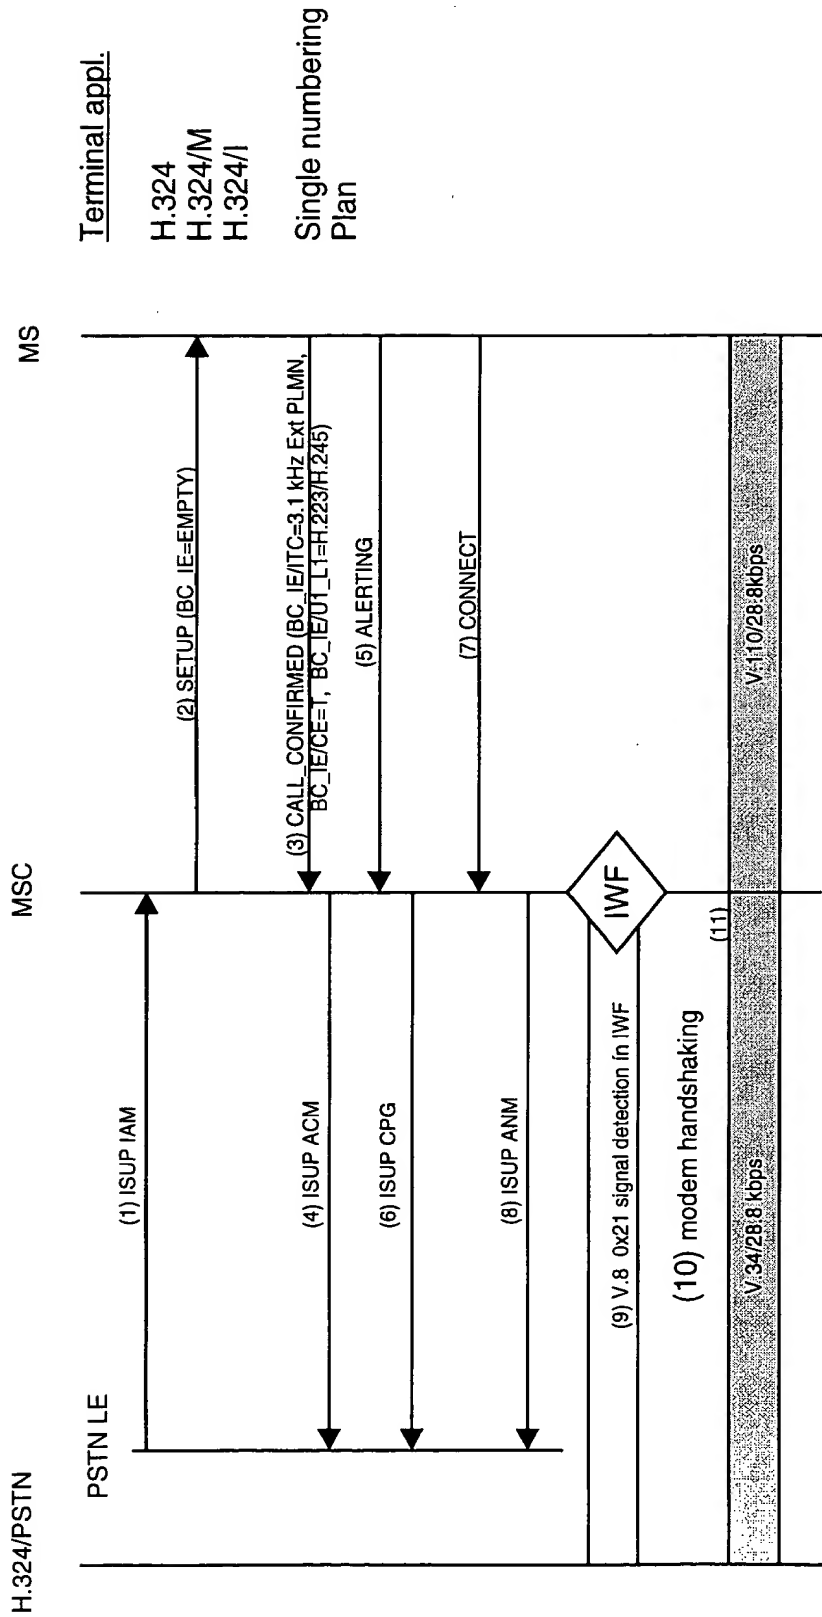 H.324/PSTN
PSTN LE
MSC
MS
Terminal appl.
H.324
H.324/M
H.324/I
Single numbering
Plan
(1) ISUP IAM
(2) SETUP (BC_IE=EMPTY)
(3) CALL_CONFIRMED (BC_IE/ITC=3.1 kHz Ext PLMN,
BC_IE/CE=T, BC_IE/U1_L1=H.223/H.245)
(4) ISUP ACM
(5) ALERTING
(6) ISUP CPG
(7) CONNECT
(8) ISUP ANM
IWF
(9) V.8 0x21 signal detection in IWF
(10) modem handshaking
(11)
V.34/28.8 kbps
V.110/28.8kbps